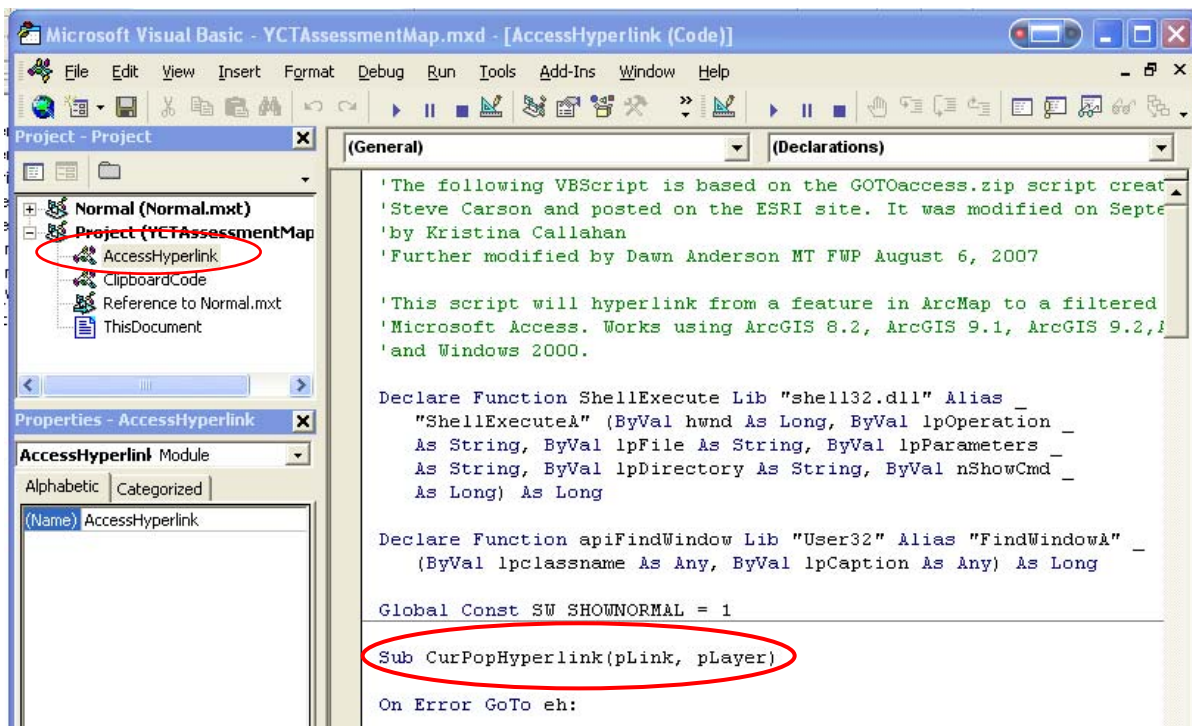 Microsoft Visual Basic - YCTAssessmentMap.mxd - [AccessHyperlink (Code)]
File Edit View Insert Format Debug Run Tools Add-Ins Window Help
Project - Project
Normal (Normal.mxt)
Project (YCTAssessmentMap
AccessHyperlink
ClipboardCode
Reference to Normal.mxt
ThisDocument
Properties - AccessHyperlink
AccessHyperlink Module
Alphabetic Categorized
(Name) AccessHyperlink
(General) (Declarations)
'The following VBScript is based on the GOTOaccess.zip script creat
'Steve Carson and posted on the ESRI site. It was modified on Septe
'by Kristina Callahan
'Further modified by Dawn Anderson MT FWP August 6, 2007
'This script will hyperlink from a feature in ArcMap to a filtered
'Microsoft Access. Works using ArcGIS 8.2, ArcGIS 9.1, ArcGIS 9.2,
'and Windows 2000.
Declare Function ShellExecute Lib "shell32.dll" Alias _
"ShellExecuteA" (ByVal hwnd As Long, ByVal lpOperation _
As String, ByVal lpFile As String, ByVal lpParameters _
As String, ByVal lpDirectory As String, ByVal nShowCmd _
As Long) As Long
Declare Function apiFindWindow Lib "User32" Alias "FindWindowA" _
(ByVal lpclassname As Any, ByVal lpCaption As Any) As Long
Global Const SW_SHOWNORMAL = 1
Sub CurPopHyperlink(pLink, pLayer)
On Error GoTo eh: